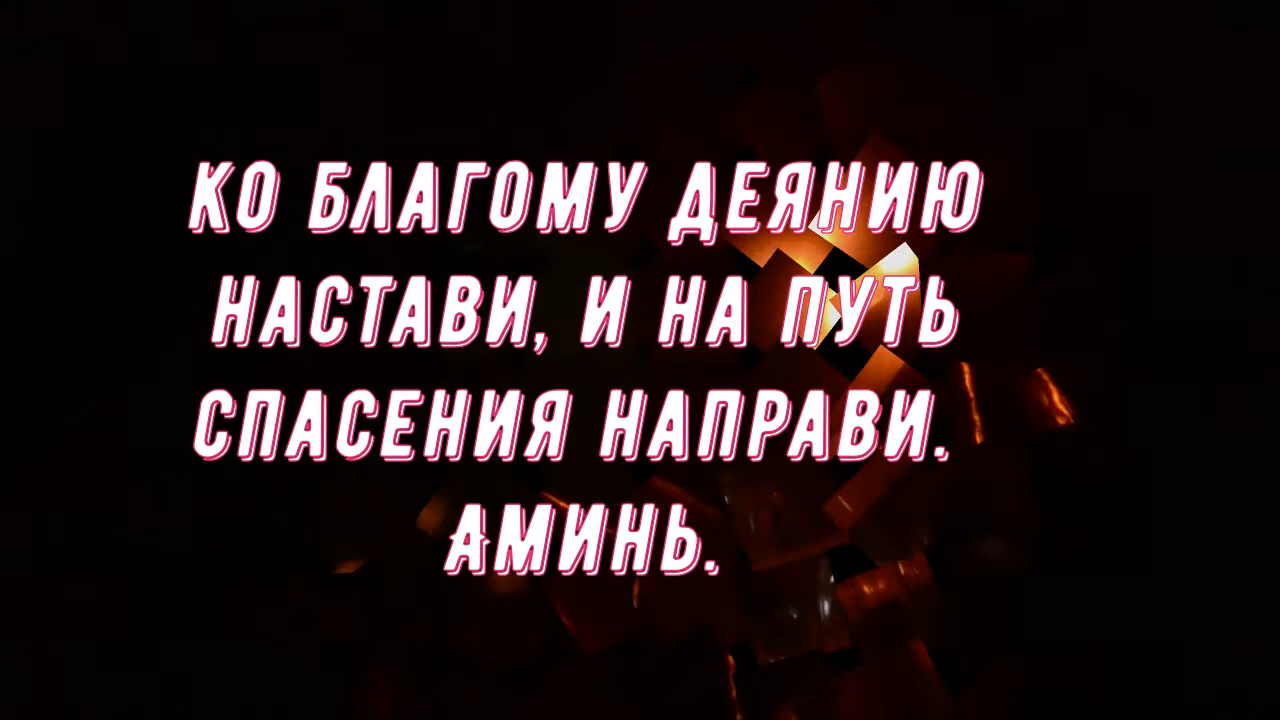 КО БЛАГОМУ ДЕЯНИЮ
НАСТАВИ, И НА ПУТЬ
СПАСЕНИЯ НАПРАВИ.
АМИНЬ.